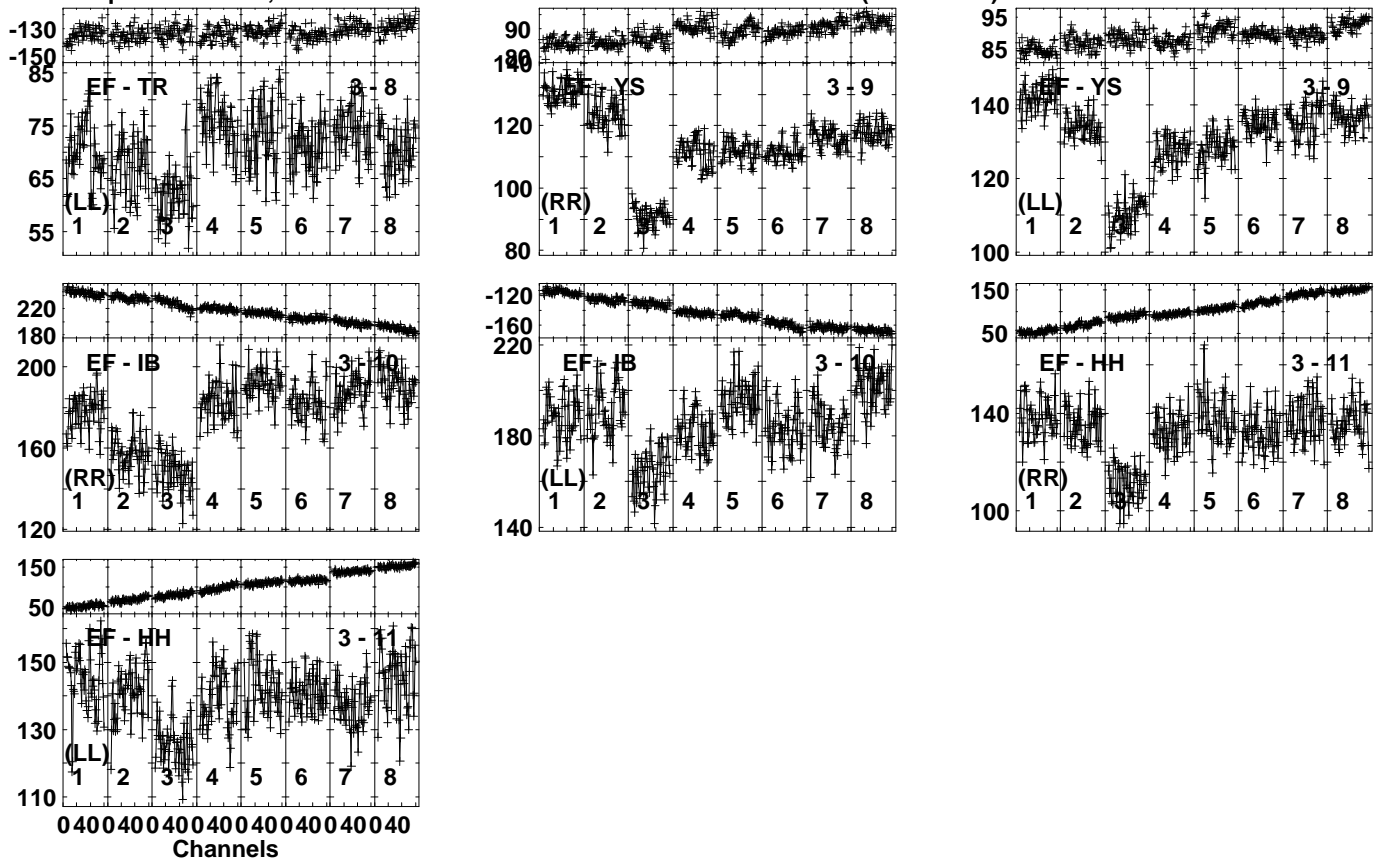 -130
-150
85
75
65
55
EF - TR 3 - 8
(LL)
1 2 3 4 5 6 7 8
90
80
140
120
100
80
EF - YS 3 - 9
(RR)
1 2 3 4 5 6 7 8
95
85
140
120
100
EF - YS 3 - 9
(LL)
1 2 3 4 5 6 7 8
220
180
200
160
120
EF - IB 3 - 10
(RR)
1 2 3 4 5 6 7 8
-120
-160
220
180
140
EF - IB 3 - 10
(LL)
1 2 3 4 5 6 7 8
150
50
140
100
EF - HH 3 - 11
(RR)
1 2 3 4 5 6 7 8
150
50
150
130
110
EF - HH 3 - 11
(LL)
1 2 3 4 5 6 7 8
0 40 0 40 0 40 0 40 0 40 0 40 0 40 0 40
Channels